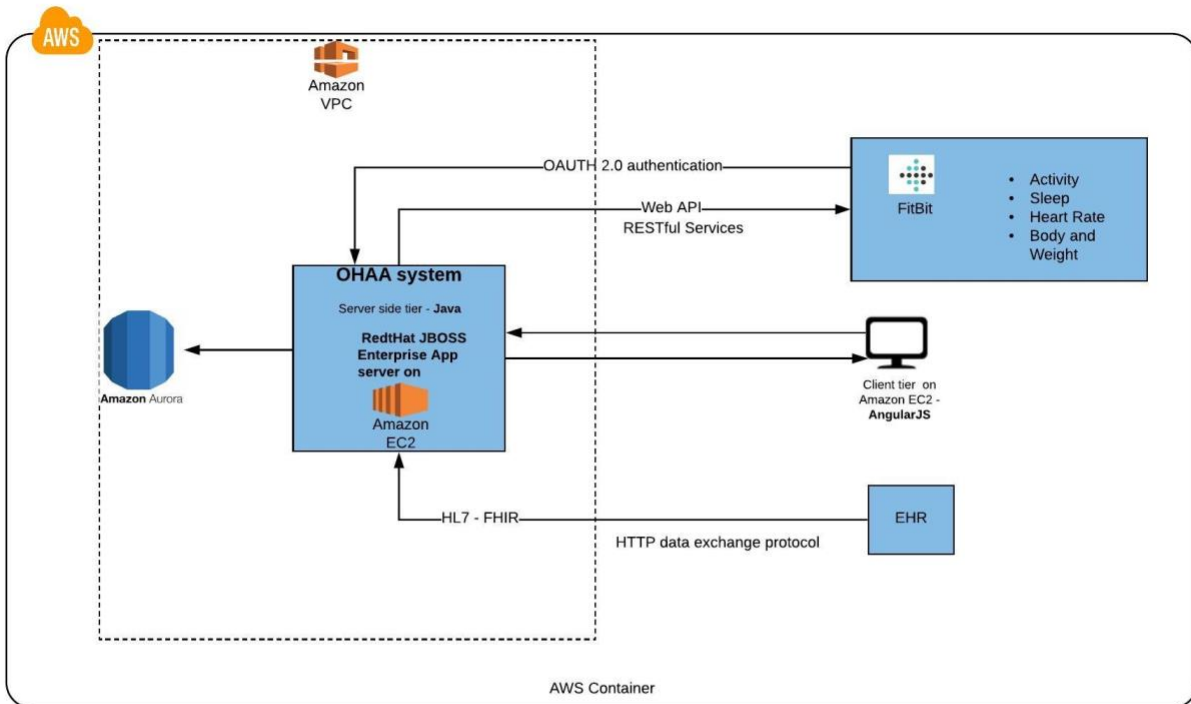 AWS
Amazon
VPC
OAUTH 2.0 authentication
Web API
RESTful Services
FitBit
• Activity
• Sleep
• Heart Rate
• Body and
Weight
OHAA system
Server side tier - Java
RedtHat JBOSS
Enterprise App
server on
Amazon
EC2
Amazon Aurora
Client tier on
Amazon EC2 -
AngularJS
HL7 - FHIR
HTTP data exchange protocol
EHR
AWS Container